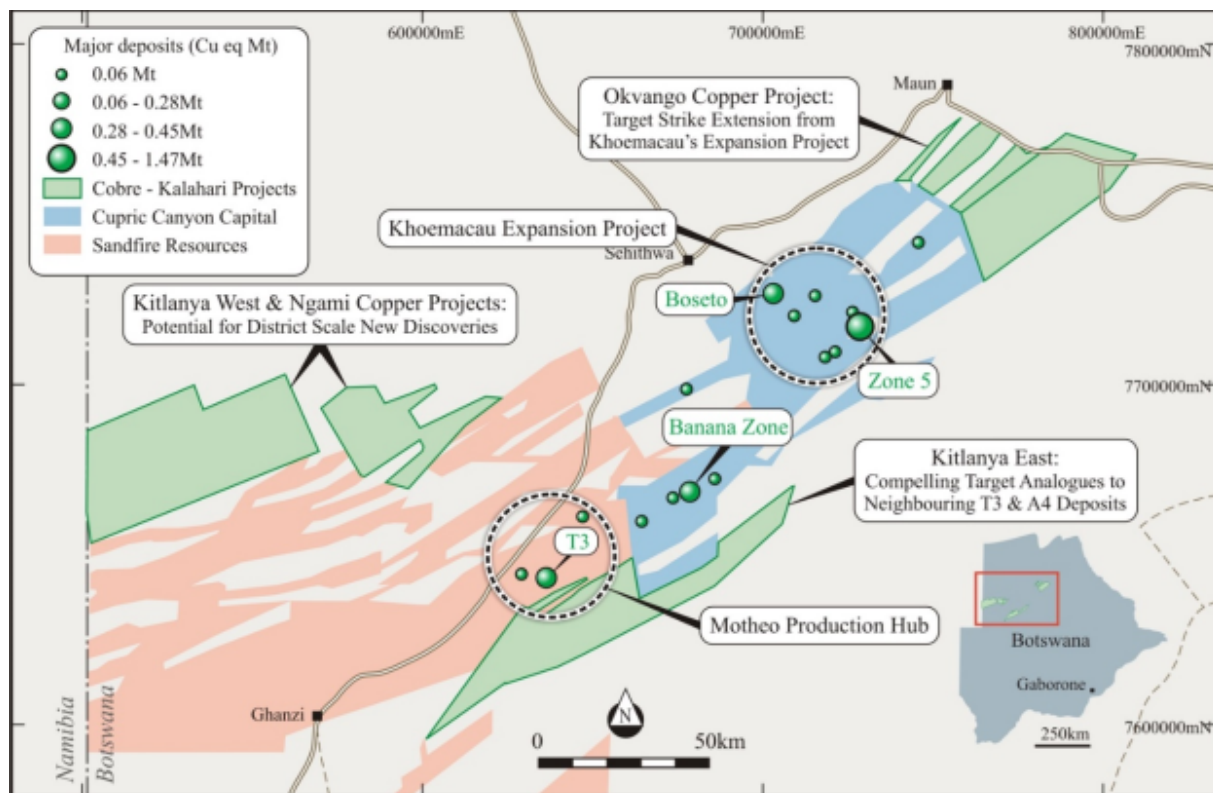 600000mE
700000mE
800000mE
7800000mN
Major deposits (Cu eq Mt)
0.06 Mt
0.06 - 0.28Mt
0.28 - 0.45Mt
0.45 - 1.47Mt
Cobre - Kalahari Projects
Cupric Canyon Capital
Sandfire Resources
Maun
Okvango Copper Project:
Target Strike Extension from
Khoemacau's Expansion Project
Khoemacau Expansion Project
Sehithwa
Boseto
Zone 5
Kitlanya West & Ngami Copper Projects:
Potential for District Scale New Discoveries
7700000mN
Banana Zone
Kitlanya East:
Compelling Target Analogues to
Neighbouring T3 & A4 Deposits
T3
Motheo Production Hub
Botswana
Gaborone
250km
Ghanzi
N
0
50km
7600000mN
Namibia
Botswana